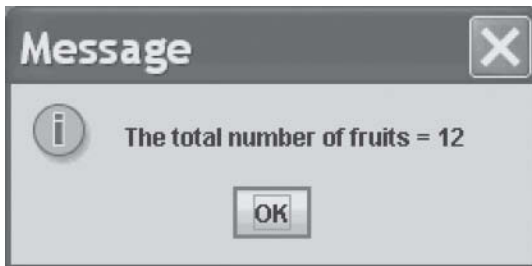 Message
The total number of fruits = 12
OK